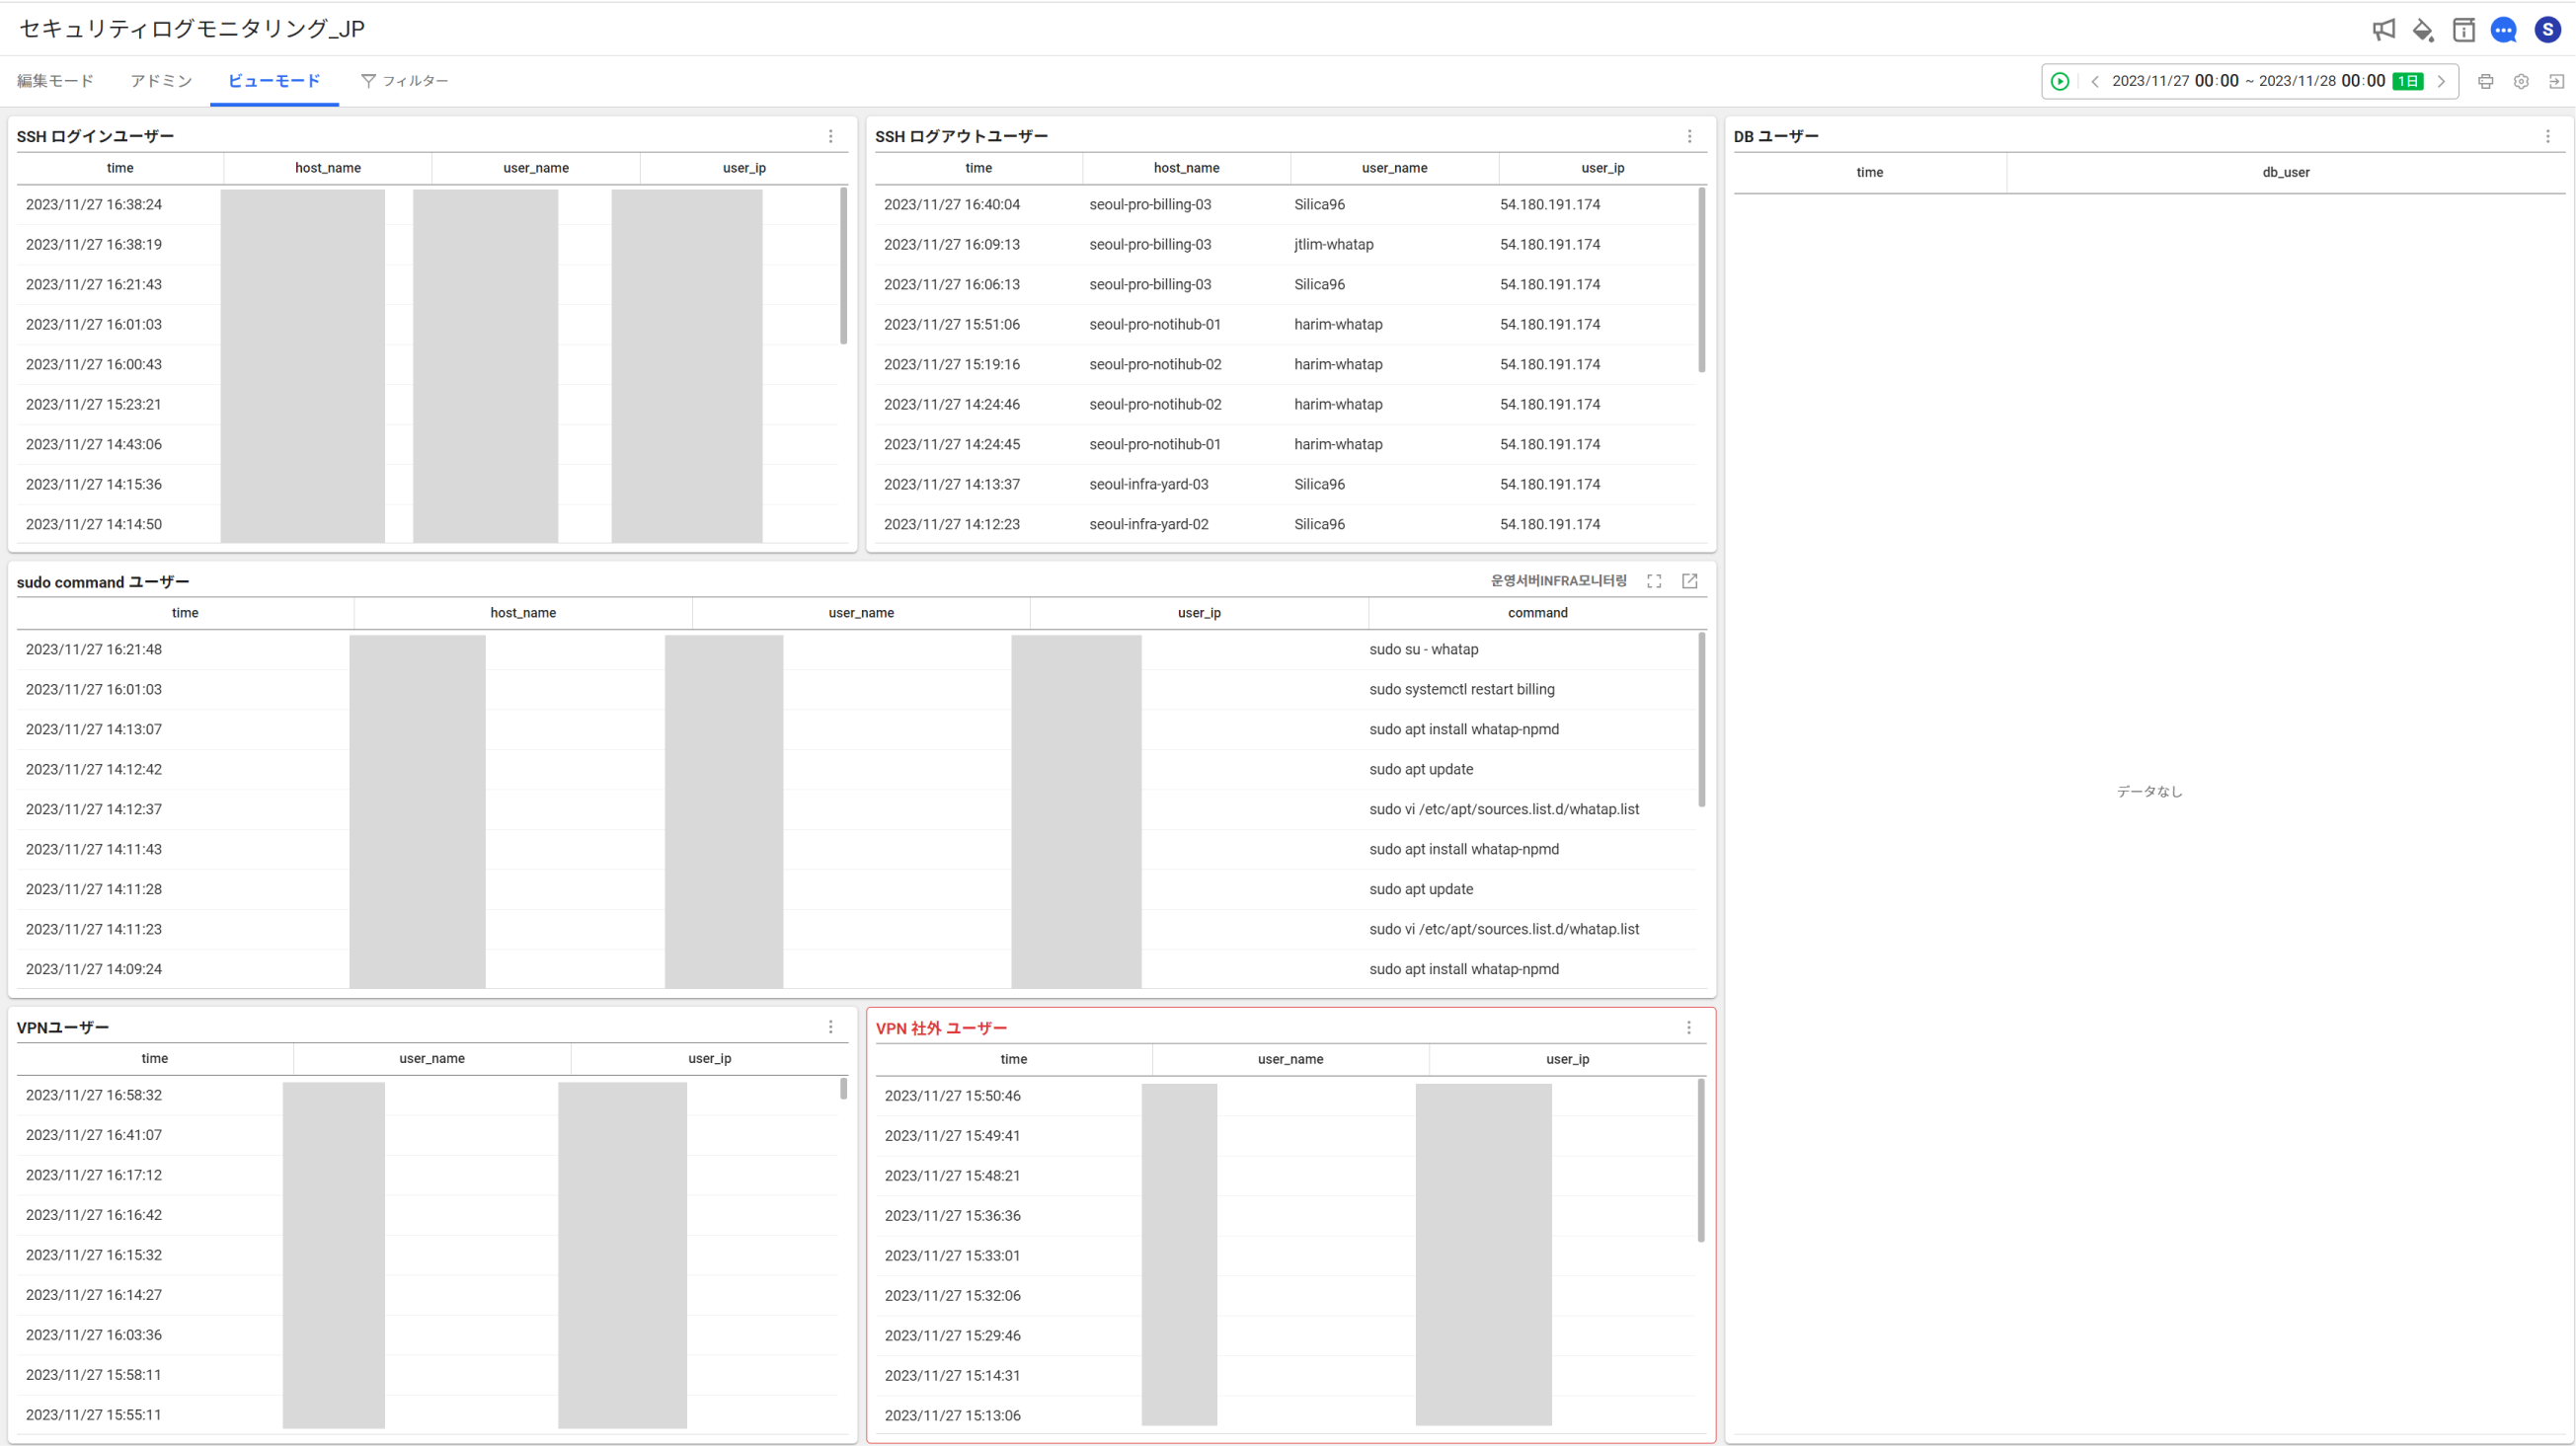 セキュリティログモニタリング_JP
S
編集モード アドミン ビューモード フィルター
2023/11/27 00:00 ~ 2023/11/28 00:00 1日
SSH ログインユーザー
time host_name user_name user_ip
2023/11/27 16:38:24
2023/11/27 16:38:19
2023/11/27 16:21:43
2023/11/27 16:01:03
2023/11/27 16:00:43
2023/11/27 15:23:21
2023/11/27 14:43:06
2023/11/27 14:15:36
2023/11/27 14:14:50
SSH ログアウトユーザー
time host_name user_name user_ip
2023/11/27 16:40:04 seoul-pro-billing-03 Silica96 54.180.191.174
2023/11/27 16:09:13 seoul-pro-billing-03 jtlim-whatap 54.180.191.174
2023/11/27 16:06:13 seoul-pro-billing-03 Silica96 54.180.191.174
2023/11/27 15:51:06 seoul-pro-notihub-01 harim-whatap 54.180.191.174
2023/11/27 15:19:16 seoul-pro-notihub-02 harim-whatap 54.180.191.174
2023/11/27 14:24:46 seoul-pro-notihub-02 harim-whatap 54.180.191.174
2023/11/27 14:24:45 seoul-pro-notihub-01 harim-whatap 54.180.191.174
2023/11/27 14:13:37 seoul-infra-yard-03 Silica96 54.180.191.174
2023/11/27 14:12:23 seoul-infra-yard-02 Silica96 54.180.191.174
DB ユーザー
time db_user
データなし
sudo command ユーザー 운영서버INFRA모니터링
time host_name user_name user_ip command
2023/11/27 16:21:48 sudo su - whatap
2023/11/27 16:01:03 sudo systemctl restart billing
2023/11/27 14:13:07 sudo apt install whatap-npmd
2023/11/27 14:12:42 sudo apt update
2023/11/27 14:12:37 sudo vi /etc/apt/sources.list.d/whatap.list
2023/11/27 14:11:43 sudo apt install whatap-npmd
2023/11/27 14:11:28 sudo apt update
2023/11/27 14:11:23 sudo vi /etc/apt/sources.list.d/whatap.list
2023/11/27 14:09:24 sudo apt install whatap-npmd
VPNユーザー
time user_name user_ip
2023/11/27 16:58:32
2023/11/27 16:41:07
2023/11/27 16:17:12
2023/11/27 16:16:42
2023/11/27 16:15:32
2023/11/27 16:14:27
2023/11/27 16:03:36
2023/11/27 15:58:11
2023/11/27 15:55:11
VPN 社外 ユーザー
time user_name user_ip
2023/11/27 15:50:46
2023/11/27 15:49:41
2023/11/27 15:48:21
2023/11/27 15:36:36
2023/11/27 15:33:01
2023/11/27 15:32:06
2023/11/27 15:29:46
2023/11/27 15:14:31
2023/11/27 15:13:06